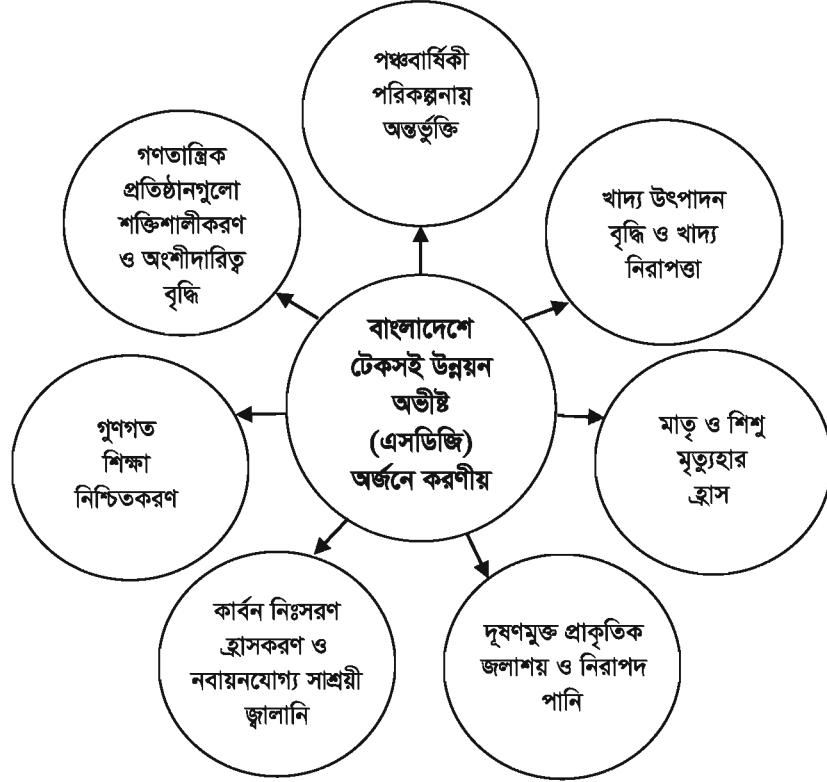 পঞ্চবার্ষিকী
পরিকল্পনায়
অন্তর্ভুক্তি
খাদ্য উৎপাদন
বৃদ্ধি ও খাদ্য
নিরাপত্তা
মাতৃ ও শিশু
মৃত্যুহার
হ্রাস
দূষণমুক্ত প্রাকৃতিক
জলাশয় ও নিরাপদ
পানি
কার্বন নিঃসরণ
হ্রাসকরণ ও
নবায়নযোগ্য সাশ্রয়ী
জ্বালানি
গুণগত
শিক্ষা
নিশ্চিতকরণ
গণতান্ত্রিক
প্রতিষ্ঠানগুলো
শক্তিশালীকরণ
ও অংশীদারিত্ব
বৃদ্ধি
বাংলাদেশে
টেকসই উন্নয়ন
অভীষ্ট
(এসডিজি)
অর্জনে করণীয়